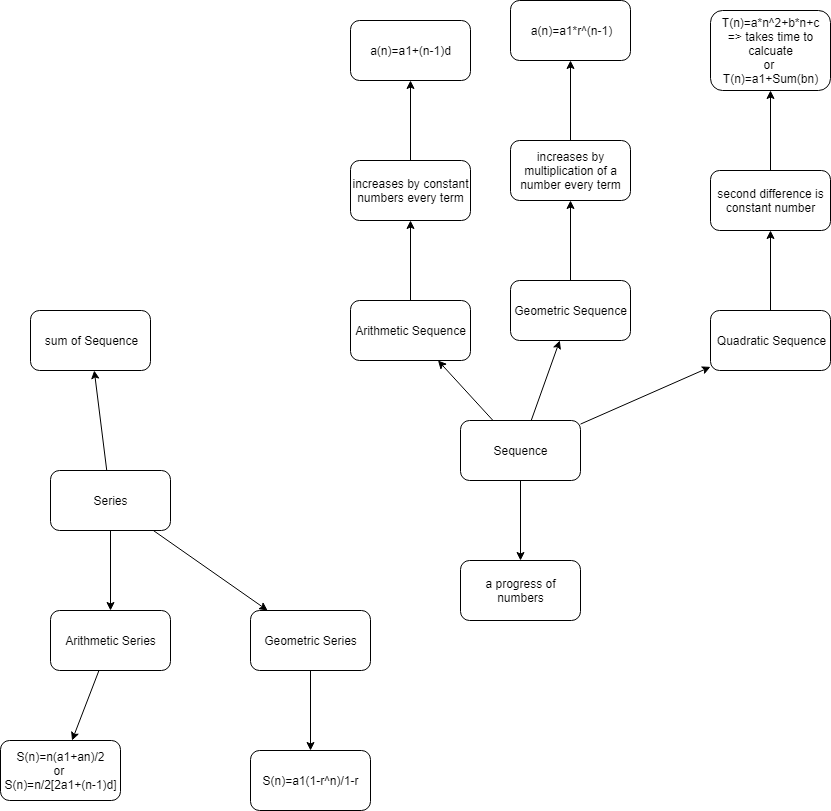 a(n)=a1+(n-1)d
a(n)=a1*r^(n-1)
T(n)=a*n^2+b*n+c
=> takes time to
calcuate
or
T(n)=a1+Sum(bn)
increases by constant
numbers every term
increases by
multiplication of a
number every term
second difference is
constant number
Arithmetic Sequence
Geometric Sequence
Quadratic Sequence
sum of Sequence
Sequence
Series
a progress of
numbers
Arithmetic Series
Geometric Series
S(n)=n(a1+an)/2
or
S(n)=n/2[2a1+(n-1)d]
S(n)=a1(1-r^n)/1-r